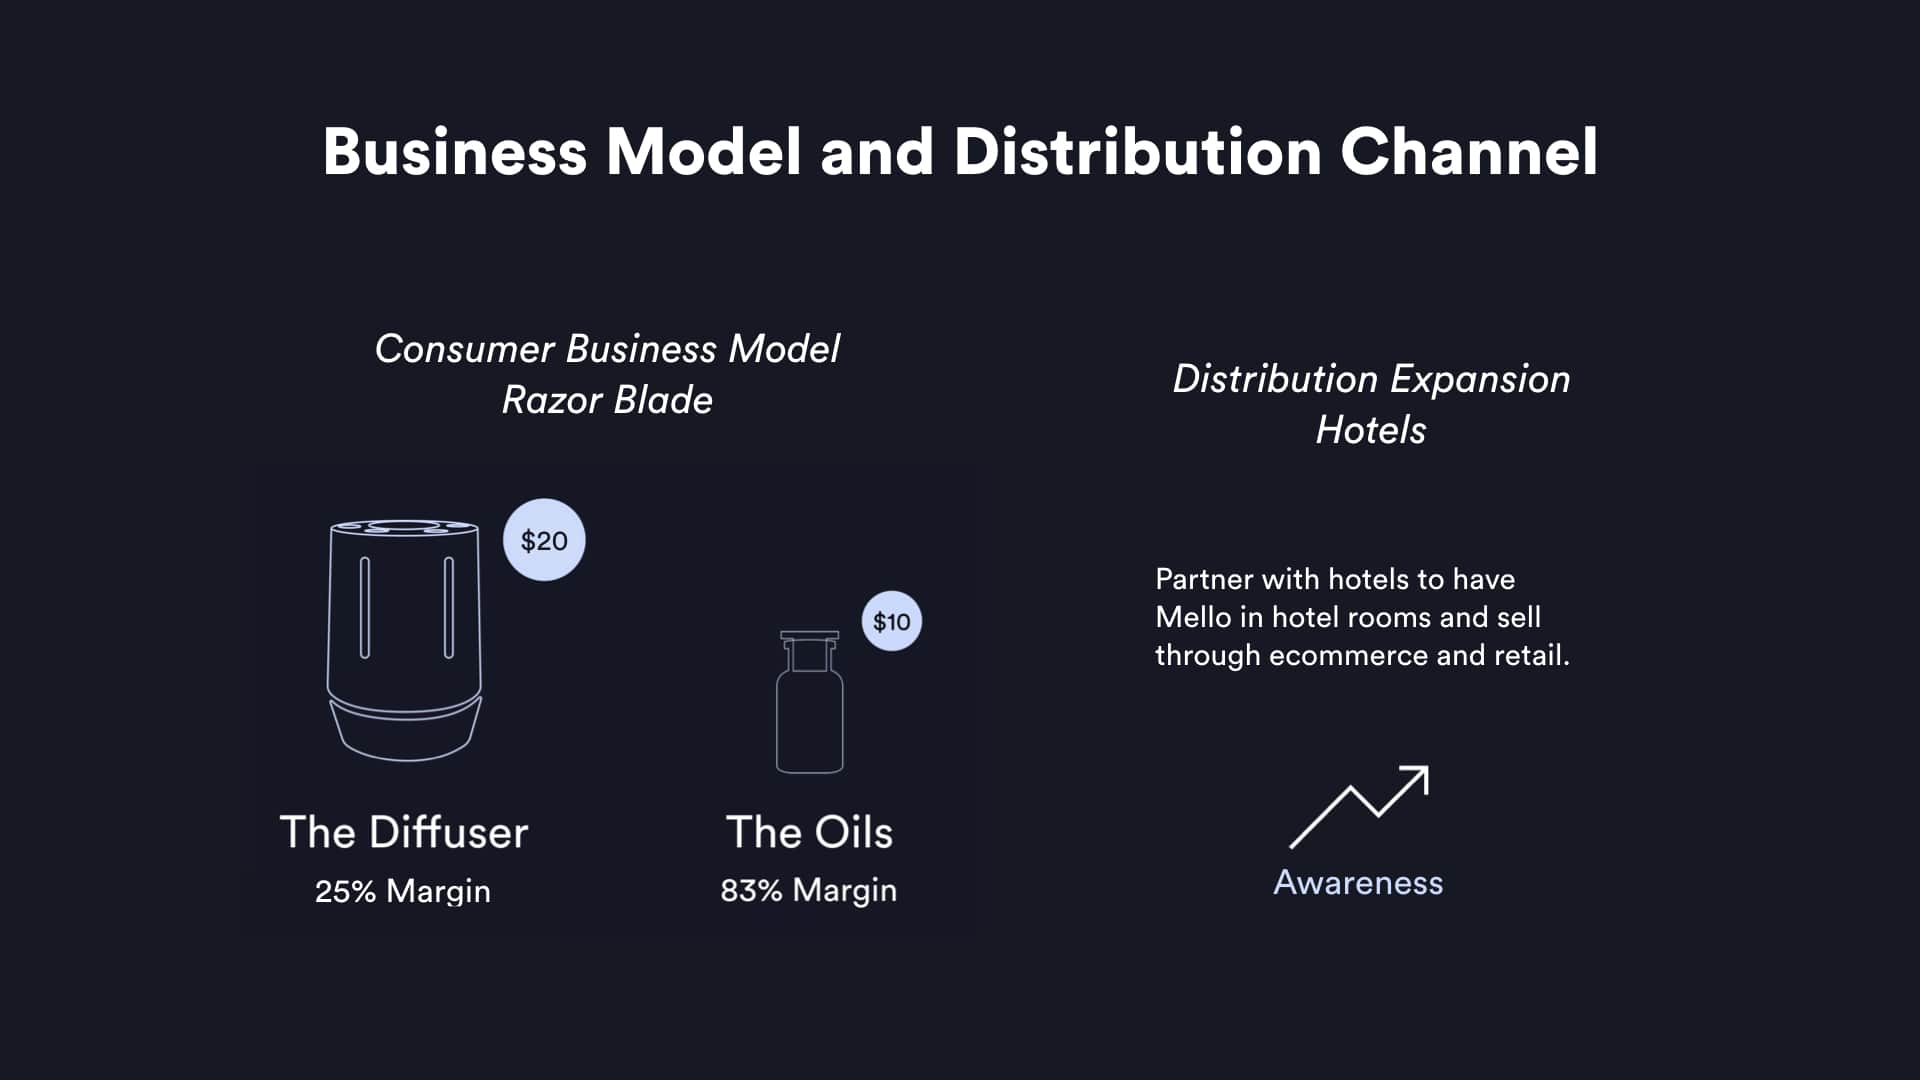 Business Model and Distribution Channel
Consumer Business Model
Razor Blade
$20
$10
The Diffuser
25% Margin
The Oils
83% Margin
Distribution Expansion
Hotels
Partner with hotels to have
Mello in hotel rooms and sell
through ecommerce and retail.
Awareness